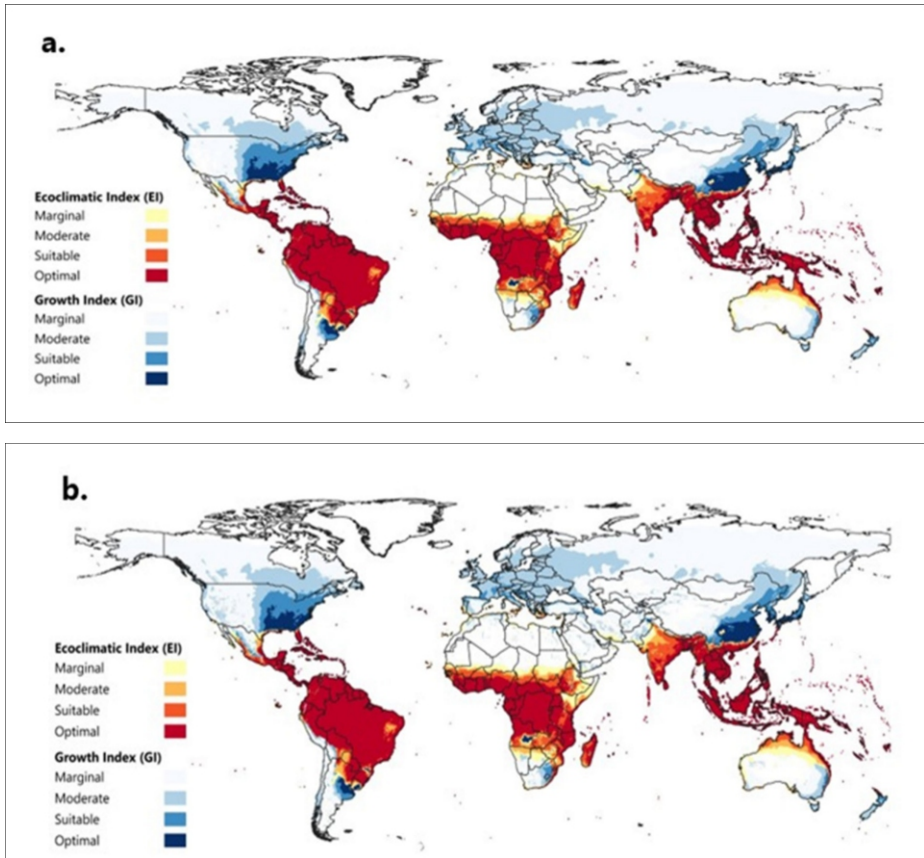 a.
Ecoclimatic Index (EI)
Marginal
Moderate
Suitable
Optimal
Growth Index (GI)
Marginal
Moderate
Suitable
Optimal
b.
Ecoclimatic Index (EI)
Marginal
Moderate
Suitable
Optimal
Growth Index (GI)
Marginal
Moderate
Suitable
Optimal